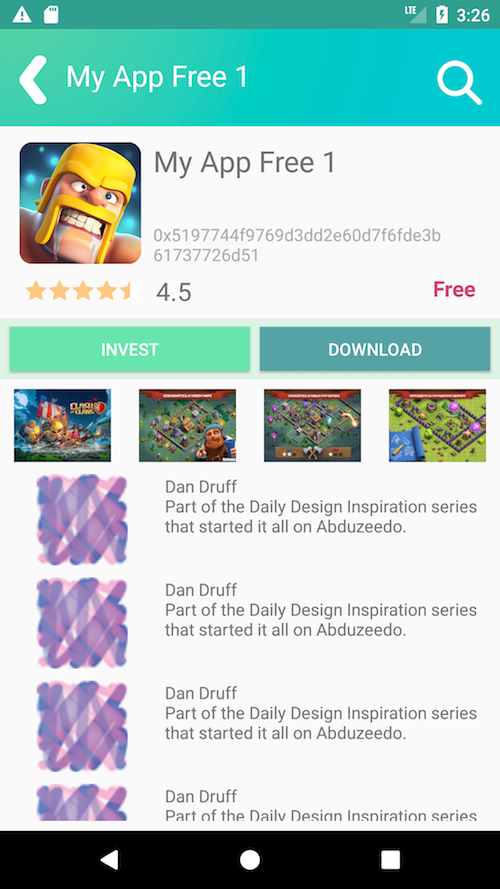 LTE 3:26
My App Free 1
My App Free 1
0x5197744f9769d3dd2e60d7f6fde3b
61737726d51
4.5
Free
INVEST
DOWNLOAD
CLASH
CLANS
Dan Druff
Part of the Daily Design Inspiration series
that started it all on Abduzeedo.
Dan Druff
Part of the Daily Design Inspiration series
that started it all on Abduzeedo.
Dan Druff
Part of the Daily Design Inspiration series
that started it all on Abduzeedo.
Dan Druff
Part of the Daily Design Inspiration series